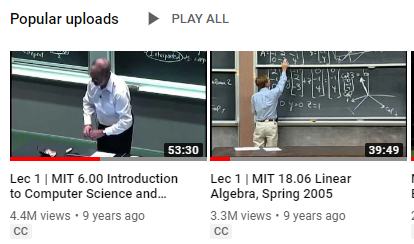 Popular uploads
PLAY ALL
53:30
39:49
Lec 1 | MIT 6.00 Introduction
to Computer Science and...
4.4M views • 9 years ago
CC
Lec 1 | MIT 18.06 Linear
Algebra, Spring 2005
3.3M views • 9 years ago
CC